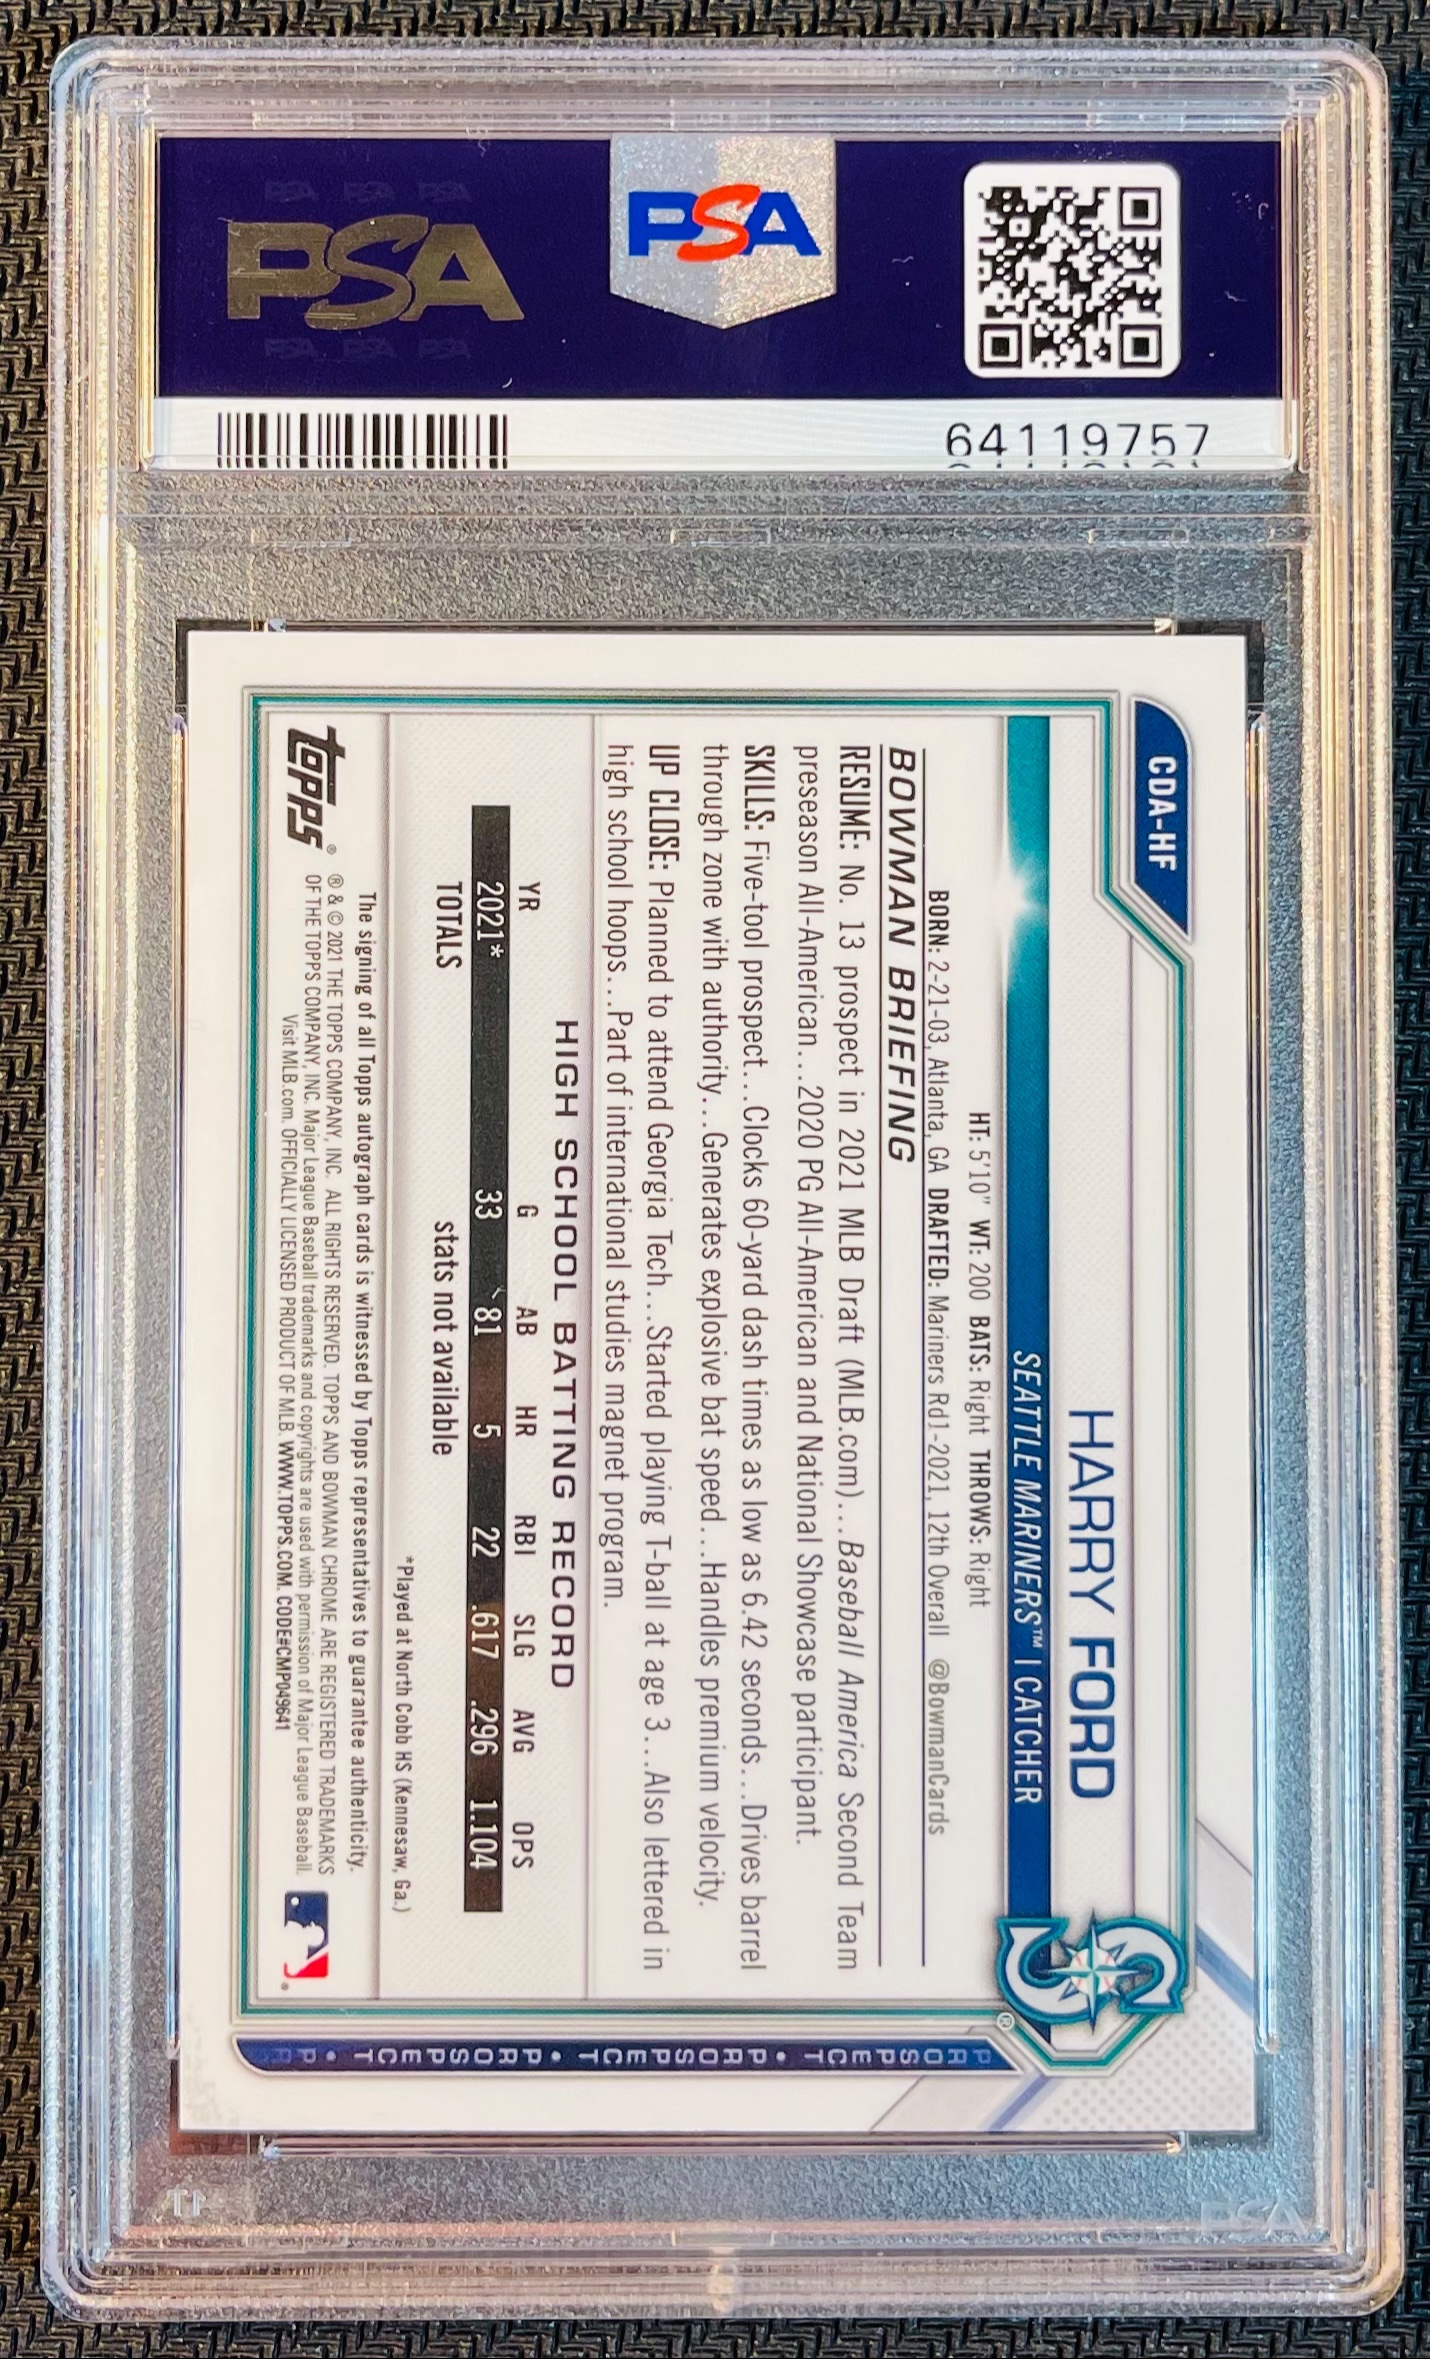 PSA
PSA
64119757
CDA-HF
HARRY FORD
SEATTLE MARINERS™ | CATCHER
HT: 5'10" WT: 200 BATS: Right THROWS: Right
BORN: 2-21-03, Atlanta, GA DRAFTED: Mariners Rd1-2021, 12th Overall @BowmanCards
BOWMAN BRIEFING
RESUME: No. 13 prospect in 2021 MLB Draft (MLB.com)...Baseball America Second Team
preseason All-American...2020 PG All-American and National Showcase participant.
SKILLS: Five-tool prospect...Clocks 60-yard dash times as low as 6.42 seconds...Drives barrel
through zone with authority...Generates explosive bat speed...Handles premium velocity.
UP CLOSE: Planned to attend Georgia Tech...Started playing T-ball at age 3...Also lettered in
high school hoops...Part of international studies magnet program.
HIGH SCHOOL BATTING RECORD
YR G AB HR RBI SLG AVG OPS
2021* 33 81 5 22 .617 .296 1.104
TOTALS stats not available
*Played at North Cobb HS (Kennesaw, Ga.)
The signing of all Topps autograph cards is witnessed by Topps representatives to guarantee authenticity.
® & © 2021 THE TOPPS COMPANY, INC. ALL RIGHTS RESERVED. TOPPS AND BOWMAN CHROME ARE REGISTERED TRADEMARKS
OF THE TOPPS COMPANY, INC. Major League Baseball trademarks and copyrights are used with permission of Major League Baseball.
Visit MLB.com. OFFICIALLY LICENSED PRODUCT OF MLB. WWW.TOPPS.COM. CODE#CMP049641
topps®
S®
PROSPECT • PROSPECT • PROSPECT • PROSPECT • P
PSA